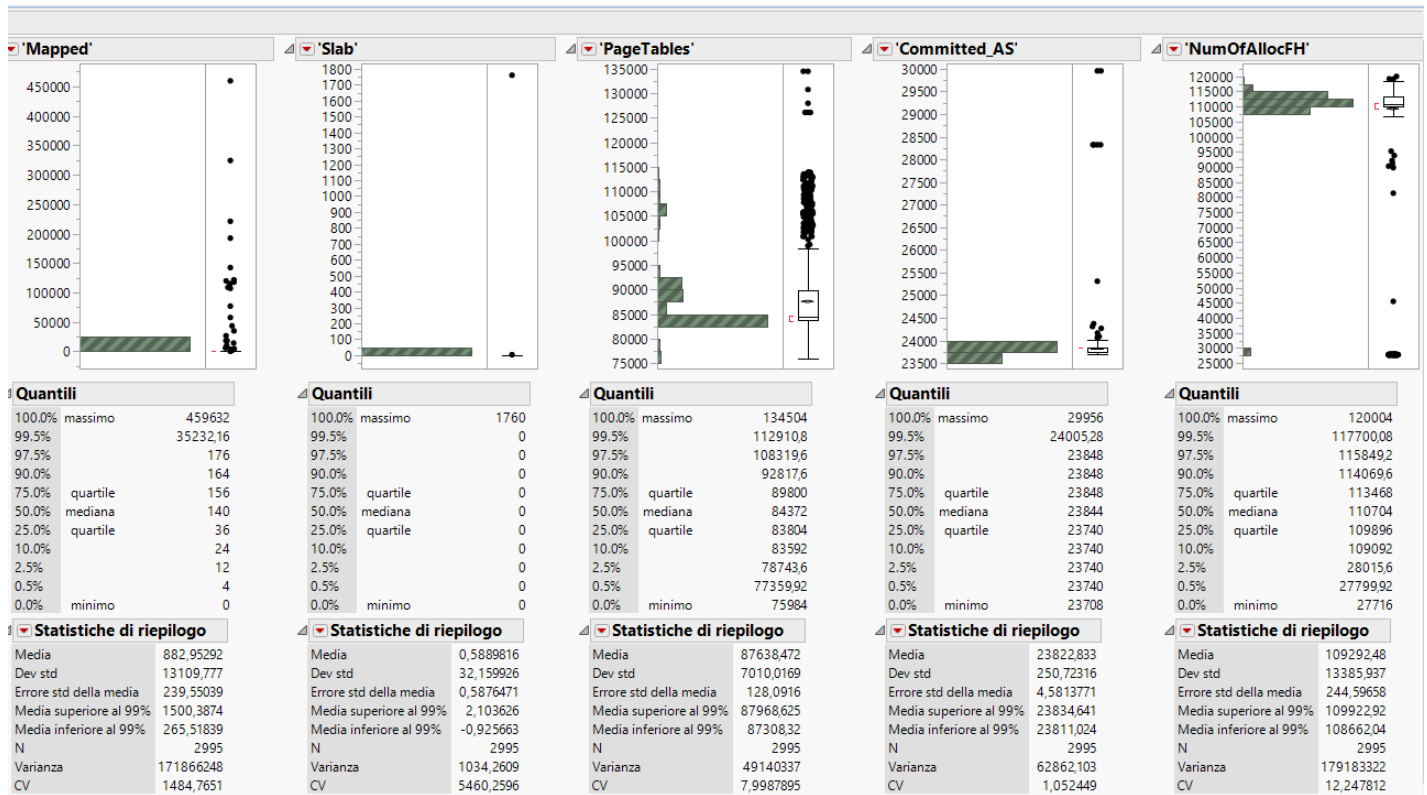 'Mapped'
450000
400000
350000
300000
250000
200000
150000
100000
50000
0
Quantili
100.0% massimo 459632
99.5% 35232,16
97.5% 176
90.0% 164
75.0% quartile 156
50.0% mediana 140
25.0% quartile 36
10.0% 24
2.5% 12
0.5% 4
0.0% minimo 0
Statistiche di riepilogo
Media 882,95292
Dev std 13109,777
Errore std della media 239,55039
Media superiore al 99% 1500,3874
Media inferiore al 99% 265,51839
N 2995
Varianza 171866248
CV 1484,7651
'Slab'
1800
1700
1600
1500
1400
1300
1200
1100
1000
900
800
700
600
500
400
300
200
100
0
Quantili
100.0% massimo 1760
99.5% 0
97.5% 0
90.0% 0
75.0% quartile 0
50.0% mediana 0
25.0% quartile 0
10.0% 0
2.5% 0
0.5% 0
0.0% minimo 0
Statistiche di riepilogo
Media 0,5889816
Dev std 32,159926
Errore std della media 0,5876471
Media superiore al 99% 2,103626
Media inferiore al 99% -0,925663
N 2995
Varianza 1034,2609
CV 5460,2596
'PageTables'
135000
130000
125000
120000
115000
110000
105000
100000
95000
90000
85000
80000
75000
Quantili
100.0% massimo 134504
99.5% 112910,8
97.5% 108319,6
90.0% 92817,6
75.0% quartile 89800
50.0% mediana 84372
25.0% quartile 83804
10.0% 83592
2.5% 78743,6
0.5% 77359,92
0.0% minimo 75984
Statistiche di riepilogo
Media 87638,472
Dev std 7010,0169
Errore std della media 128,0916
Media superiore al 99% 87968,625
Media inferiore al 99% 87308,32
N 2995
Varianza 49140337
CV 7,9987895
'Committed_AS'
30000
29500
29000
28500
28000
27500
27000
26500
26000
25500
25000
24500
24000
23500
Quantili
100.0% massimo 29956
99.5% 24005,28
97.5% 23848
90.0% 23848
75.0% quartile 23848
50.0% mediana 23844
25.0% quartile 23740
10.0% 23740
2.5% 23740
0.5% 23740
0.0% minimo 23708
Statistiche di riepilogo
Media 23822,833
Dev std 250,72316
Errore std della media 4,5813771
Media superiore al 99% 23834,641
Media inferiore al 99% 23811,024
N 2995
Varianza 62862,103
CV 1,052449
'NumOfAllocFH'
120000
115000
110000
105000
100000
95000
90000
85000
80000
75000
70000
65000
60000
55000
50000
45000
40000
35000
30000
25000
Quantili
100.0% massimo 120004
99.5% 117700,08
97.5% 115849,2
90.0% 114069,6
75.0% quartile 113468
50.0% mediana 110704
25.0% quartile 109896
10.0% 109092
2.5% 28015,6
0.5% 27799,92
0.0% minimo 27716
Statistiche di riepilogo
Media 109292,48
Dev std 13385,937
Errore std della media 244,59658
Media superiore al 99% 109922,92
Media inferiore al 99% 108662,04
N 2995
Varianza 179183322
CV 12,247812